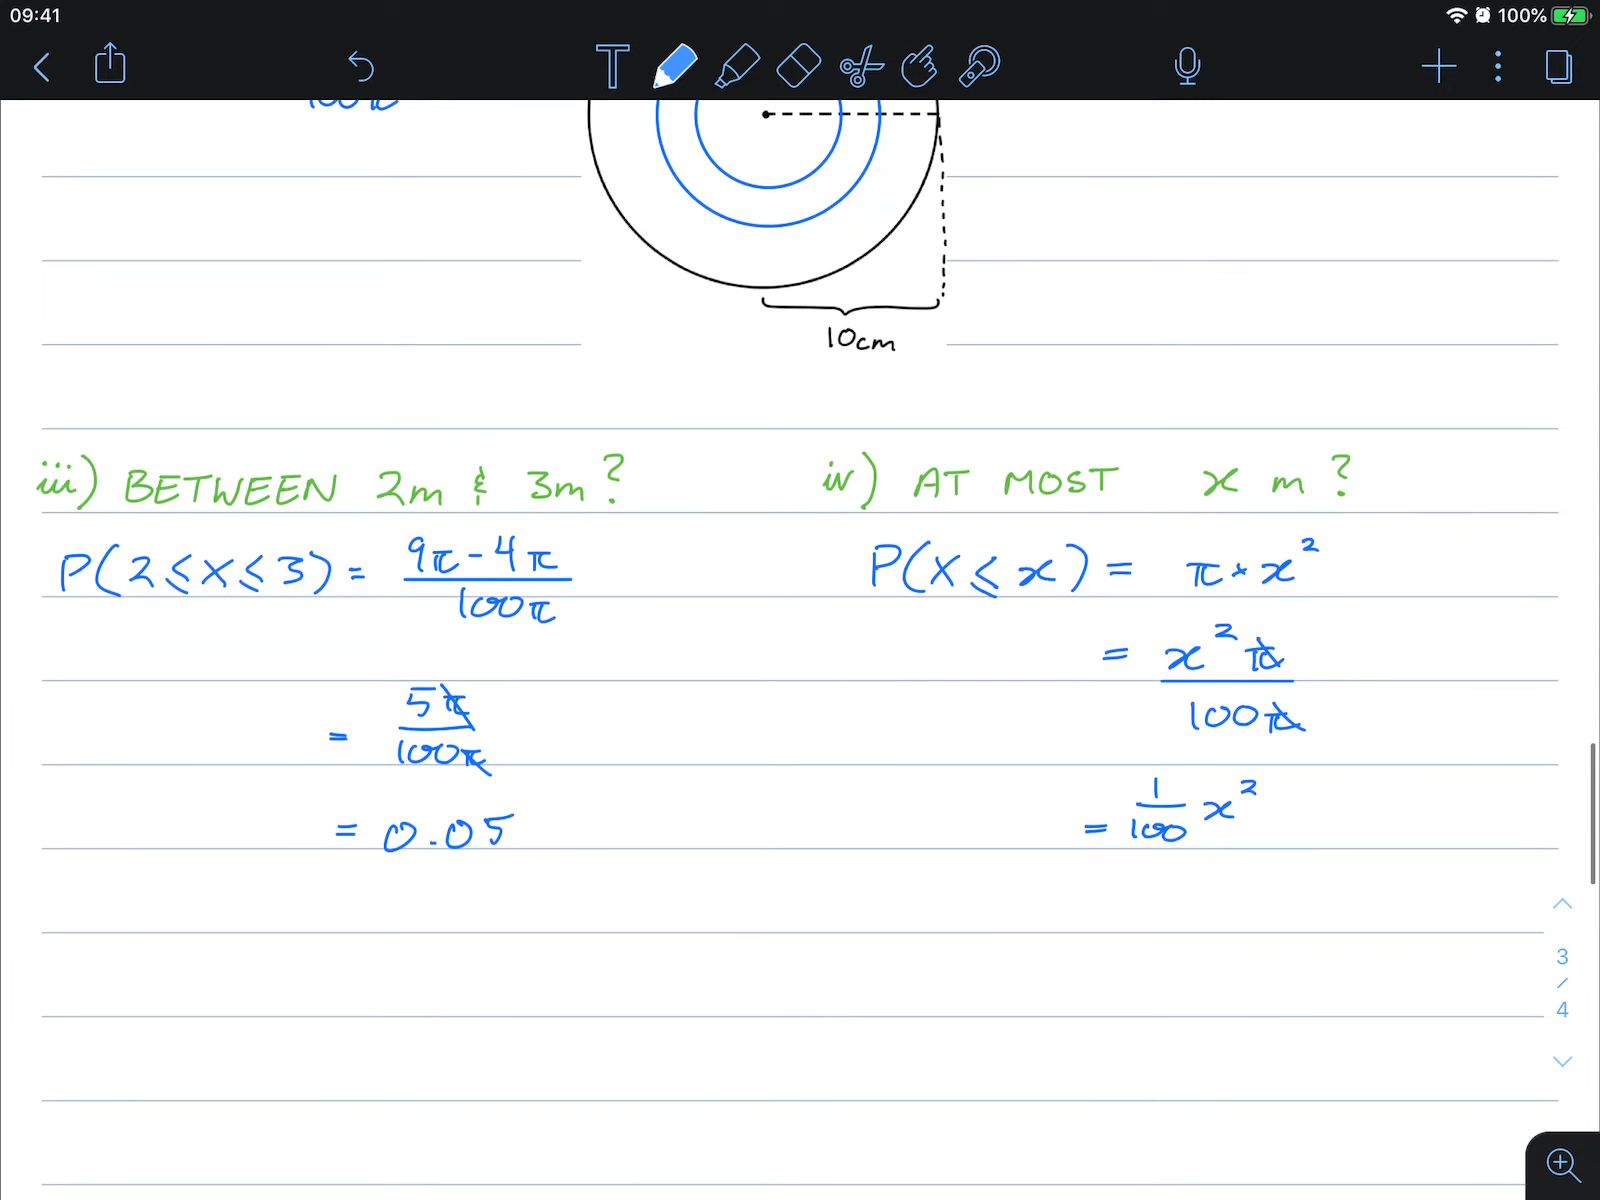 09:41 100%
T
100π
10cm
iii) BETWEEN 2m & 3m?
P(2≤X≤3) = 9π-4π
100π
= 5π
100π
= 0.05
iv) AT MOST x m?
P(X≤x) = π×x²
= x²π
100π
= 1/100 x²
3
/
4